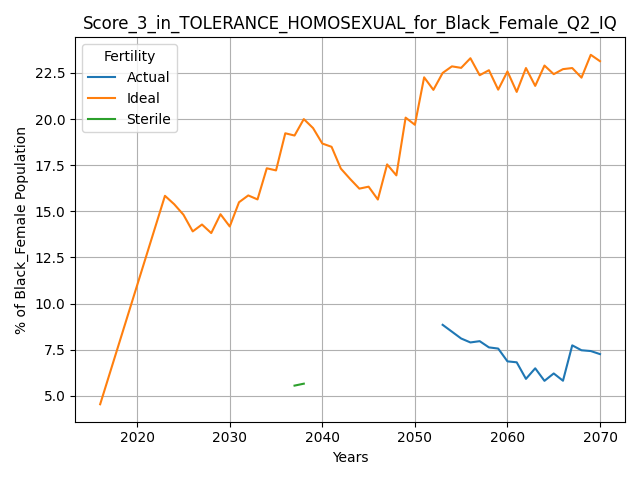 Score_3_in_TOLERANCE_HOMOSEXUAL_for_Black_Female_Q2_IQ
Fertility
Actual
Ideal
Sterile
% of Black_Female Population
22.5
20.0
17.5
15.0
12.5
10.0
7.5
5.0
2020
2030
2040
2050
2060
2070
Years